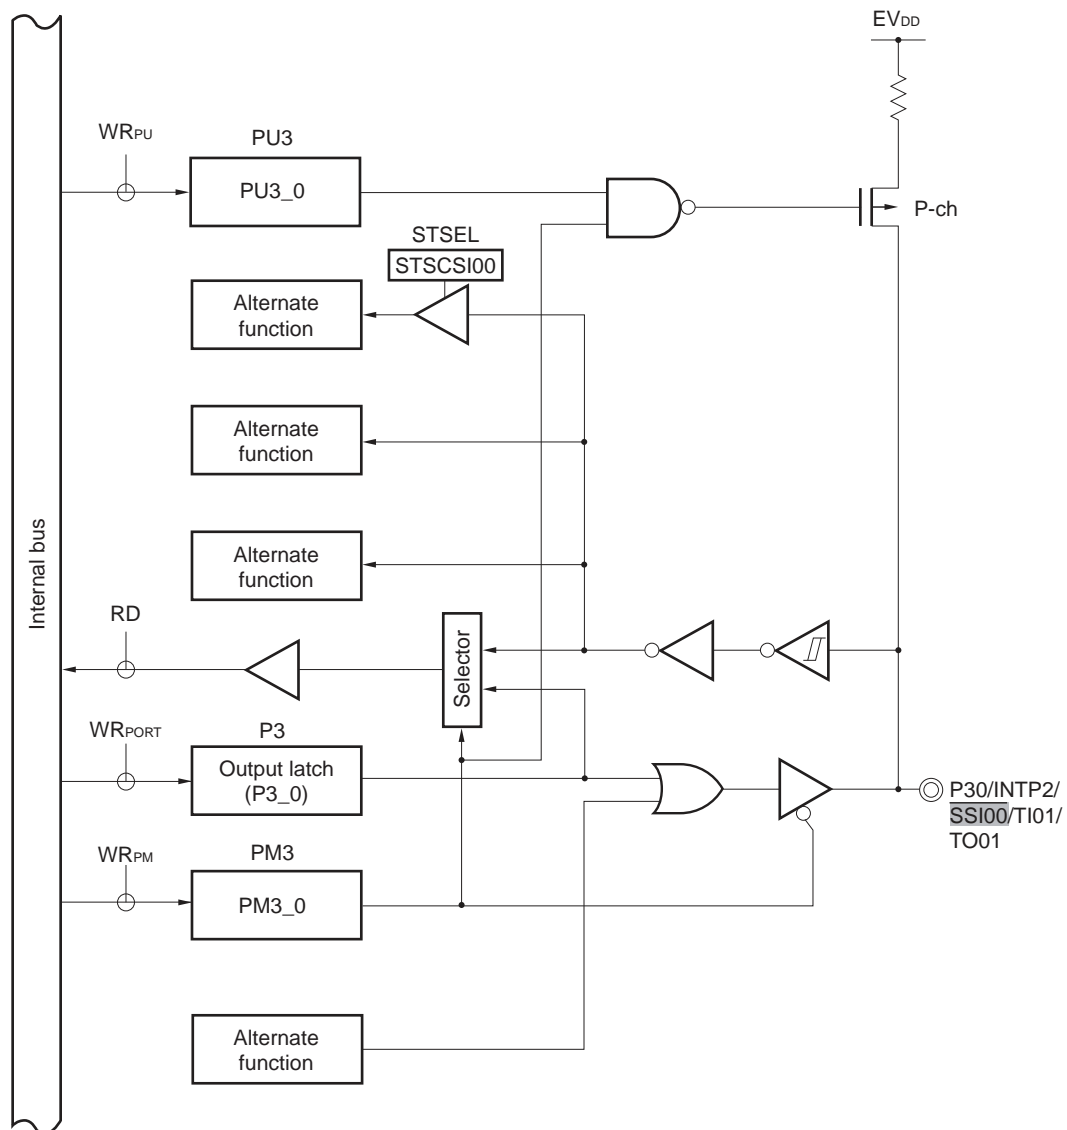 EVDD
WRPU
PU3
PU3_0
P-ch
STSEL
STSCSI00
Alternate
function
Alternate
function
Alternate
function
Internal bus
RD
Selector
WRPORT
P3
Output latch
(P3_0)
P30/INTP2/
SSI00/TI01/
TO01
WRPM
PM3
PM3_0
Alternate
function